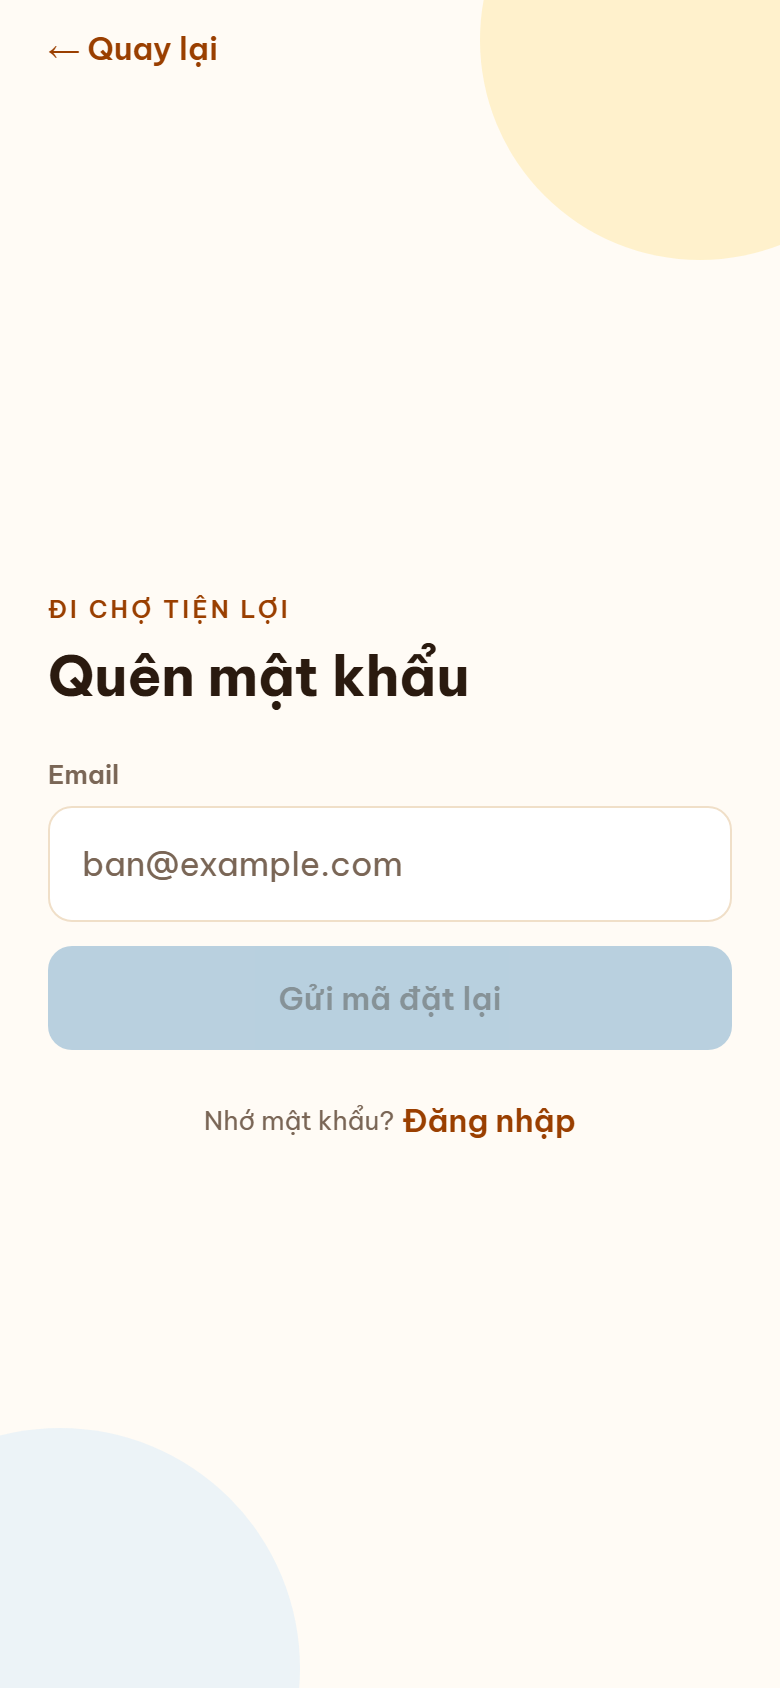 ← Quay lại
ĐI CHỢ TIỆN LỢI
Quên mật khẩu
Email
ban@example.com
Gửi mã đặt lại
Nhớ mật khẩu? Đăng nhập